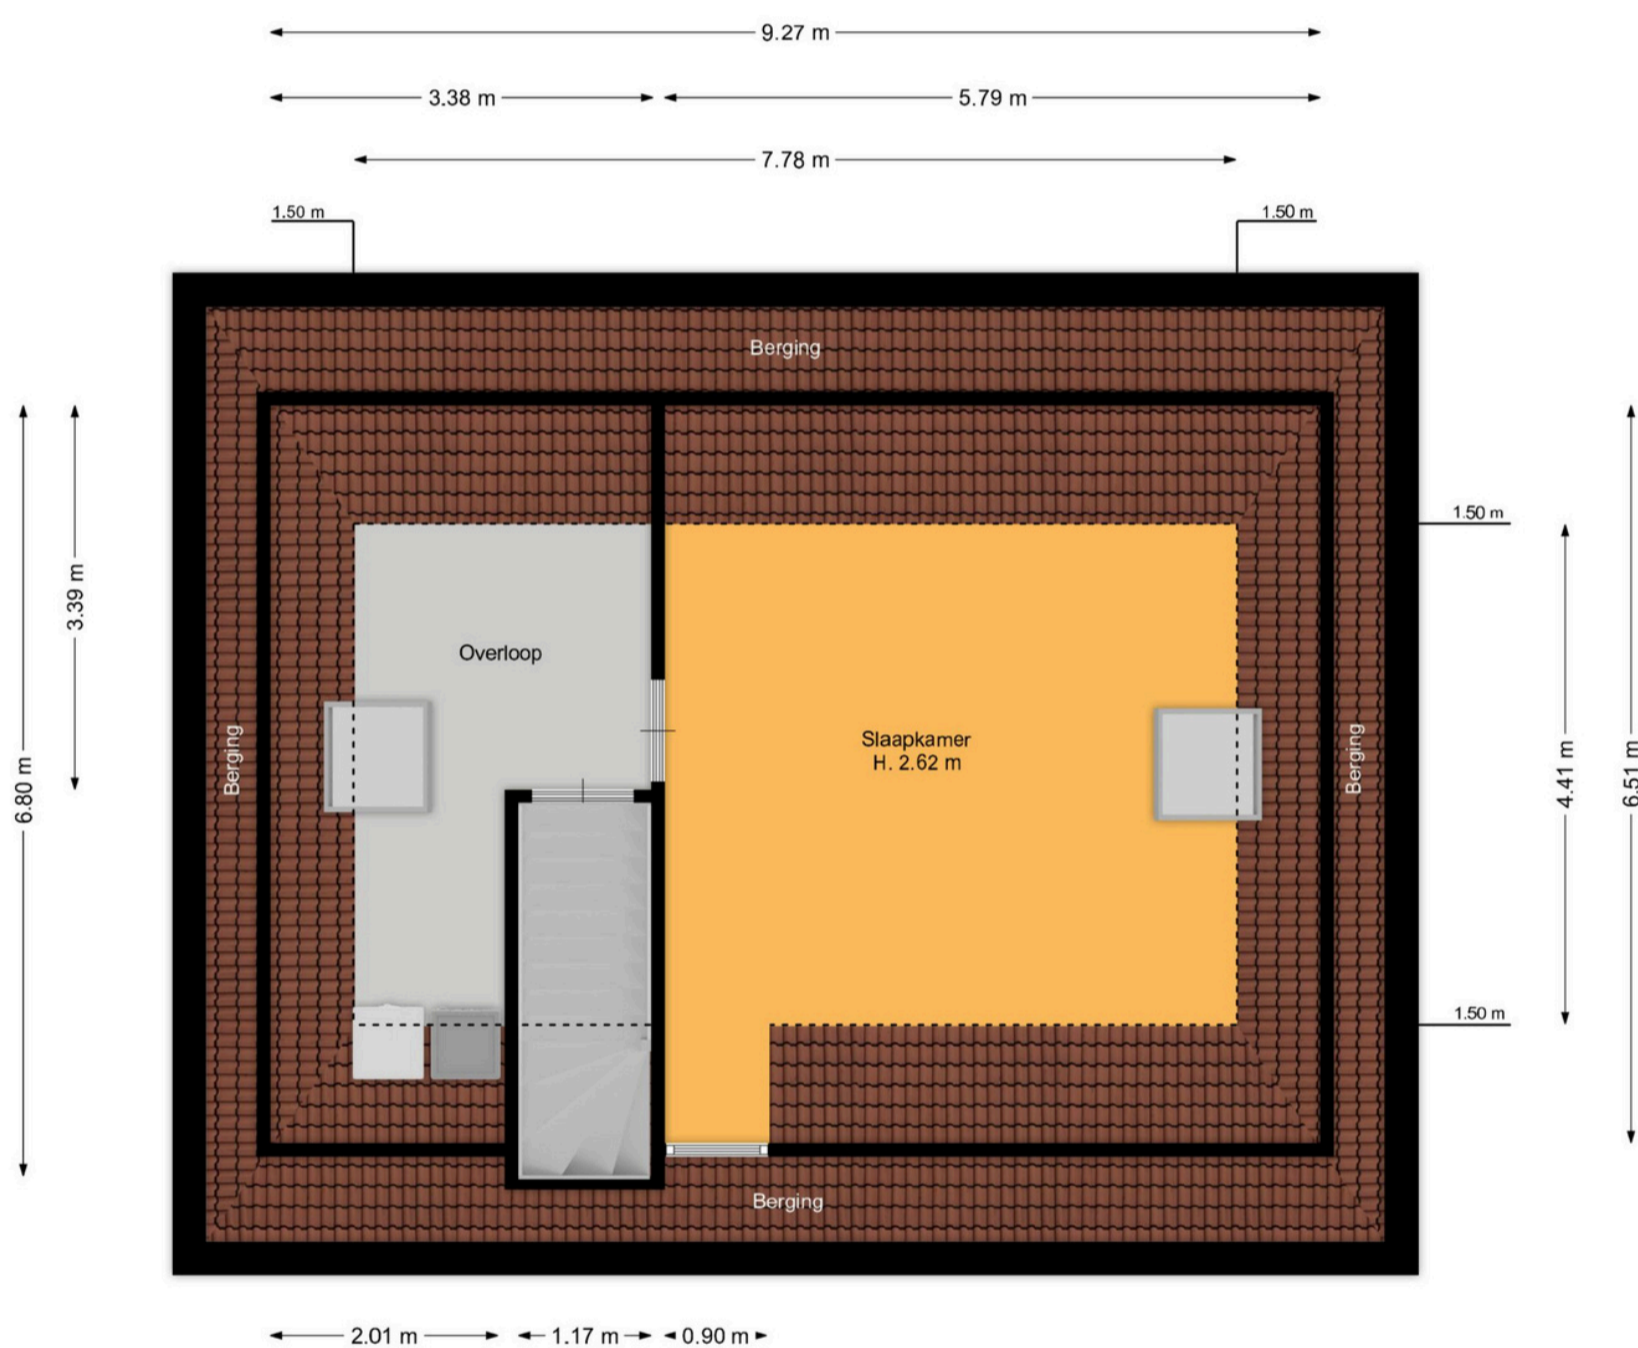 9.27 m
3.38 m
5.79 m
7.78 m
1.50 m
1.50 m
Berging
1.50 m
3.39 m
Overloop
6.80 m
Berging
Slaapkamer
H. 2.62 m
Berging
4.41 m
6.51 m
1.50 m
Berging
2.01 m
1.17 m
0.90 m